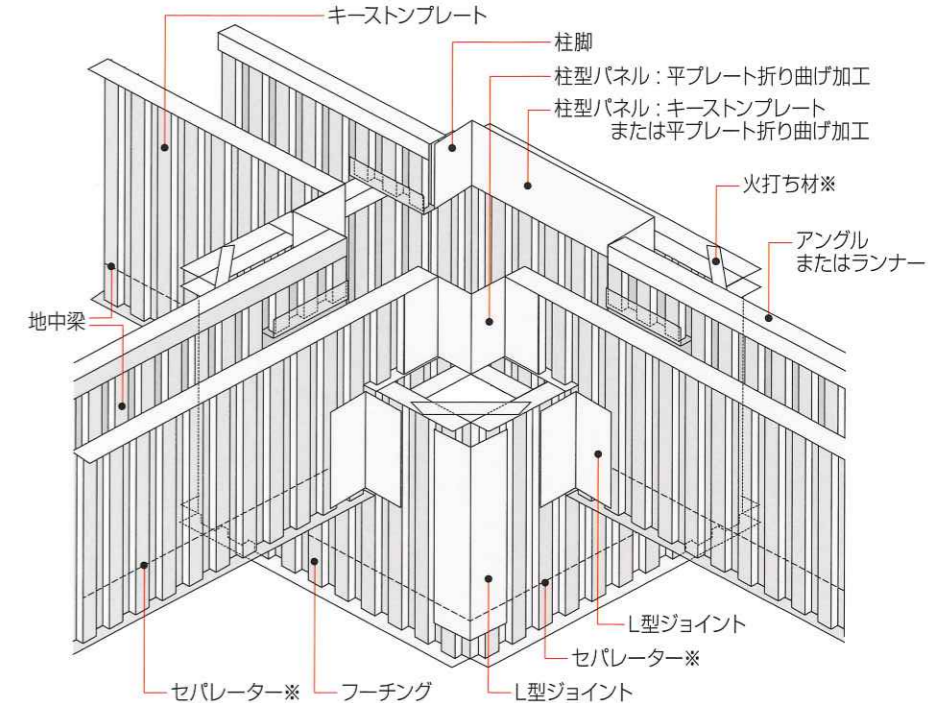 キーストンプレート
柱脚
柱型パネル：平プレート折り曲げ加工
柱型パネル：キーストンプレート
または平プレート折り曲げ加工
火打ち材※
アングル
またはランナー
地中梁
L型ジョイント
セパレーター※
セパレーター※
フーチング
L型ジョイント